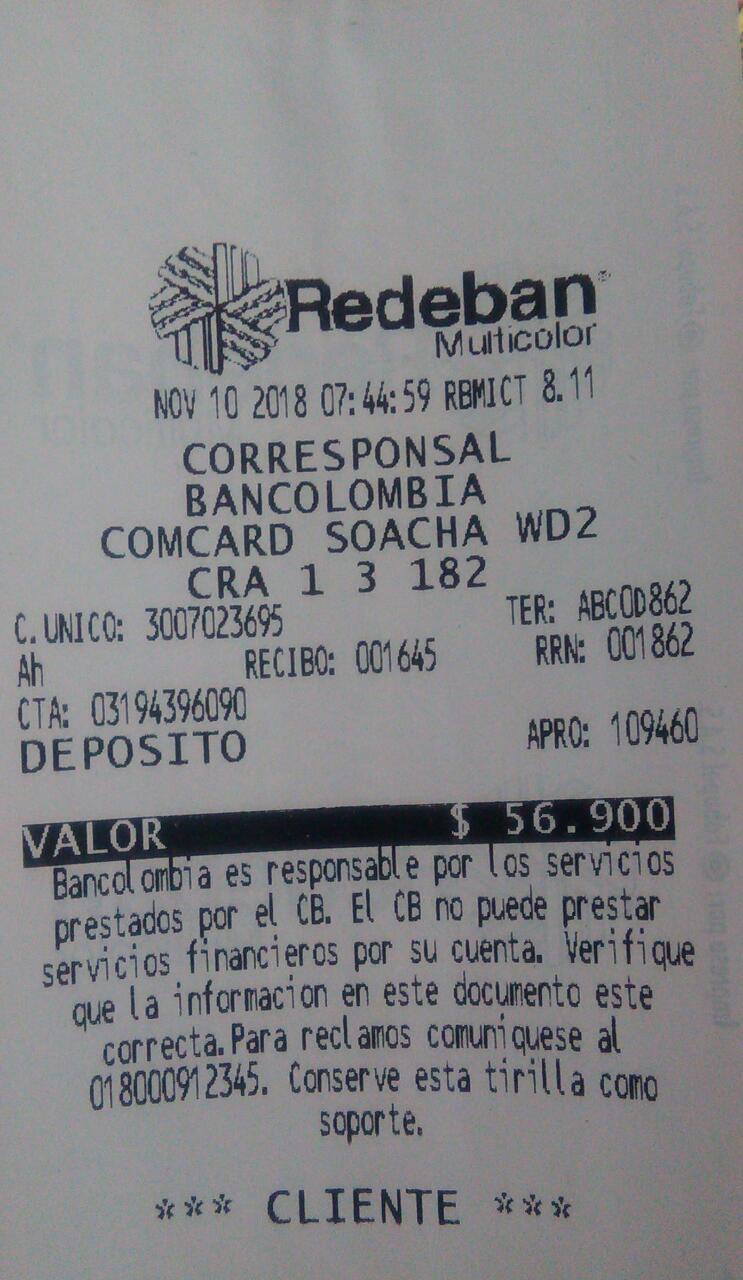 Redeban®
Multicolor
NOV 10 2018 07:44:59 RBMICT 8.11
CORRESPONSAL
BANCOLOMBIA
COMCARD SOACHA WD2
CRA 1 3 182
C.UNICO: 3007023695 TER: ABCOD862
Ah RECIBO: 001645 RRN: 001862
CTA: 03194396090
DEPOSITO APRO: 109460
VALOR $ 56.900
Bancolombia es responsable por los servicios
prestados por el CB. El CB no puede prestar
servicios financieros por su cuenta. Verifique
que la informacion en este documento este
correcta.Para reclamos comuniquese al
018000912345. Conserve esta tirilla como
soporte.
*** CLIENTE ***